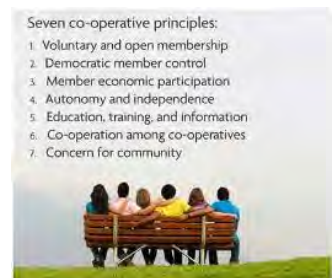 Seven co-operative principles:
1. Voluntary and open membership
2. Democratic member control
3. Member economic participation
4. Autonomy and independence
5. Education, training, and information
6. Co-operation among co-operatives
7. Concern for community